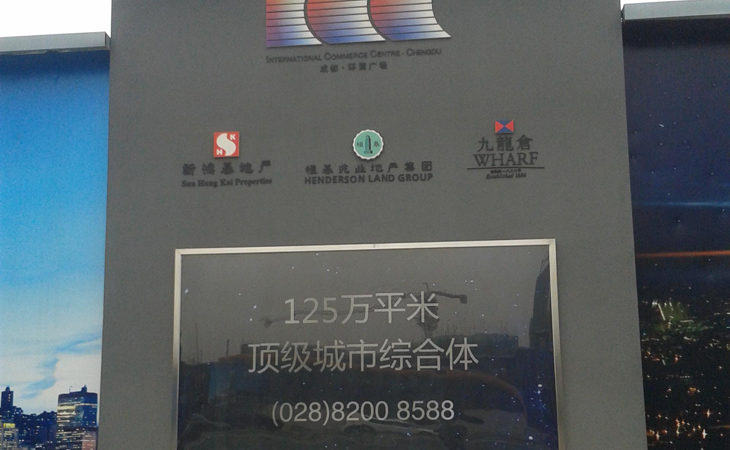 INTERNATIONAL COMMERCE CENTRE - CHENGDU
成都·环贸广场
新鸿基地产
Sun Hung Kai Properties
恒基兆业地产集团
HENDERSON LAND GROUP
九龍倉
WHARF
Established 1886
125万平米
顶级城市综合体
(028)8200 8588